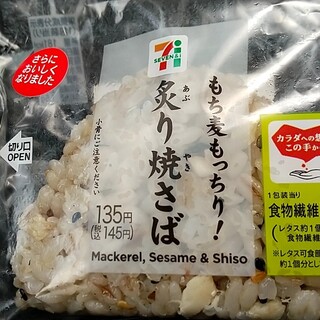 さらに
おいしく
なりました
切り口
OPEN
7
SEVEN & i
もち麦もっちり！
炙り焼さば
あぶ
やき
小骨にご注意ください
135円
(税込145円)
Mackerel, Sesame & Shiso
カラダへの想
この手か
1包装当り
食物繊維
(レタス約1個
食物繊維
※レタス可食部
約1個分とし